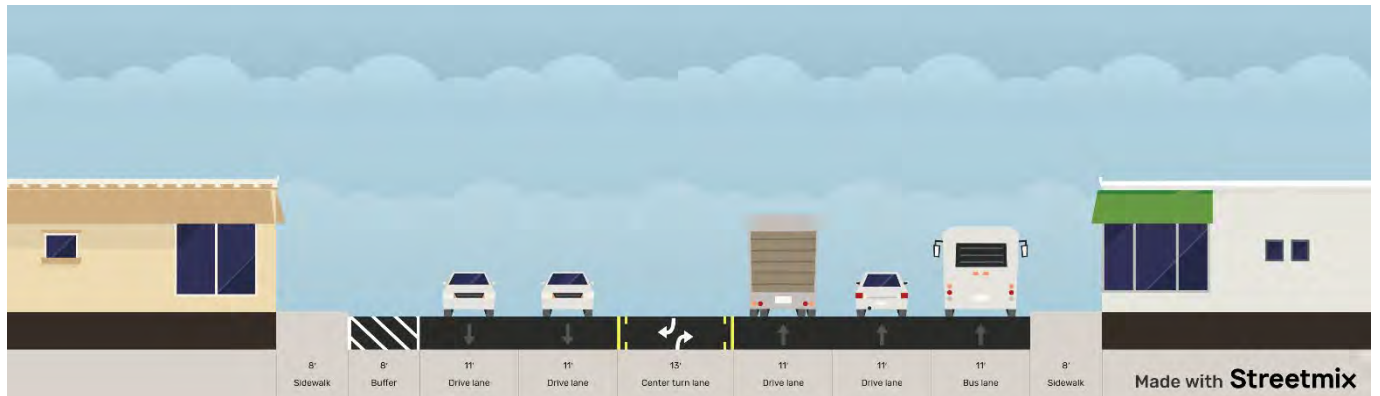 8'
Sidewalk
8'
Buffer
11'
Drive lane
11'
Drive lane
13'
Center turn lane
11'
Drive lane
11'
Drive lane
11'
Bus lane
8'
Sidewalk
Made with Streetmix